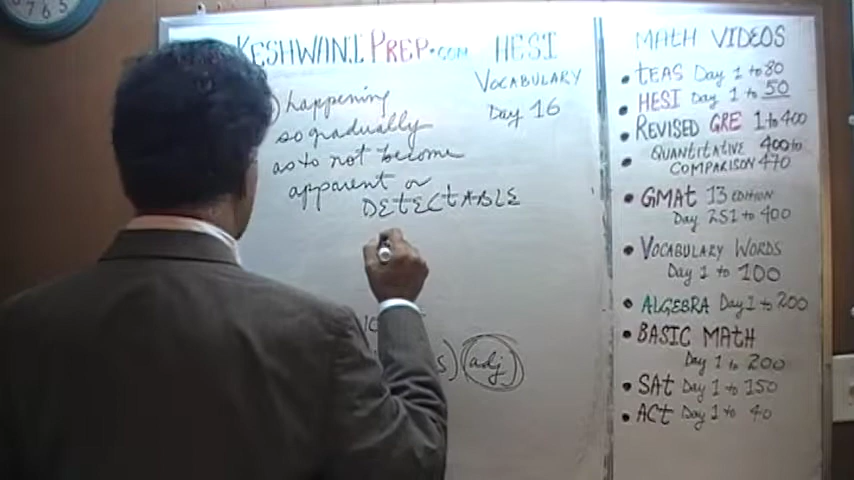 7 6 5
KESHWANI PREP.COM HESI
VOCABULARY
Day 16
happening
so gradually
as to not become
apparent or
DETECTABLE
s) (adj)
MATH VIDEOS
• TEAS Day 1 to 80
• HESI Day 1 to 50
• REVISED GRE 1 to 400
• QUANTITATIVE 400 to
COMPARISON 470
• GMAT 13 EDITION
Day 251 to 400
• VOCABULARY WORDS
Day 1 to 100
• ALGEBRA Day 1 to 200
• BASIC MATH
Day 1 to 200
• SAT Day 1 to 150
• ACT Day 1 to 40